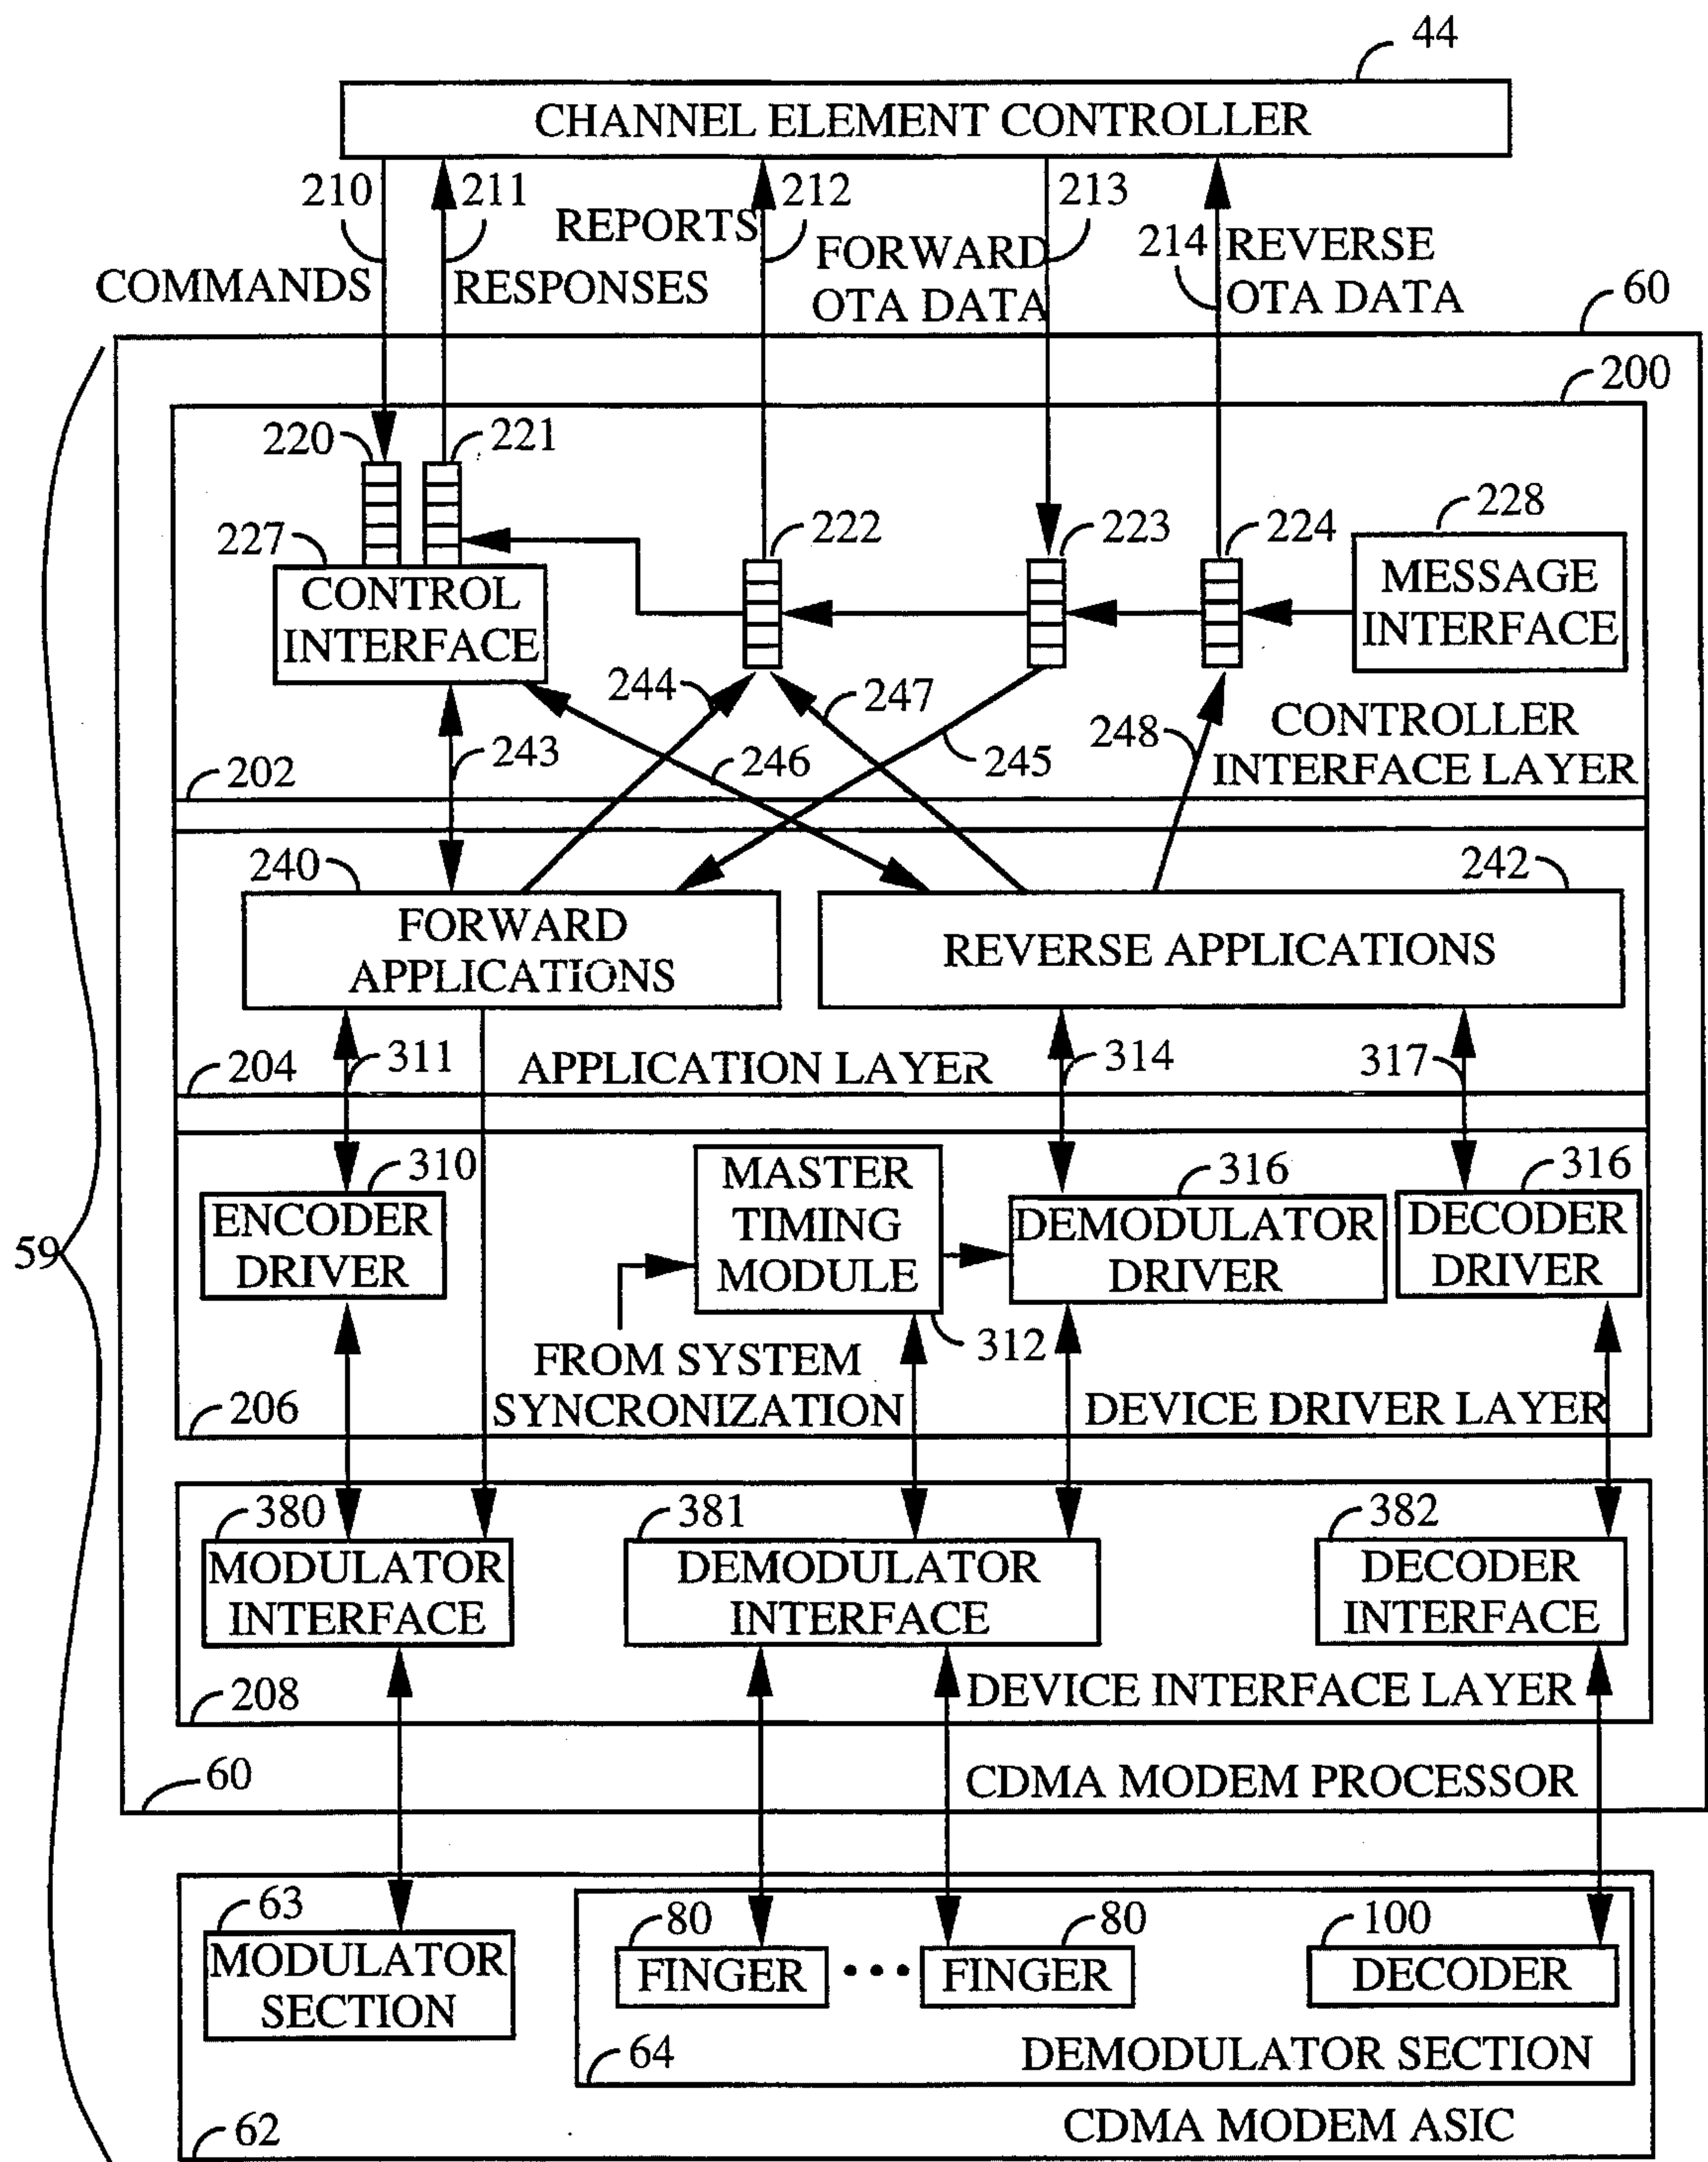 44
CHANNEL ELEMENT CONTROLLER
210
211
212
213
REPORTS
FORWARD
OTA DATA
214
REVERSE
OTA DATA
COMMANDS
RESPONSES
60
200
220
221
222
223
224
228
227
CONTROL
INTERFACE
MESSAGE
INTERFACE
244
247
243
246
245
248
CONTROLLER
INTERFACE LAYER
202
240
242
FORWARD
APPLICATIONS
REVERSE APPLICATIONS
311
314
317
204
APPLICATION LAYER
59
310
ENCODER
DRIVER
MASTER
TIMING
MODULE
316
DEMODULATOR
DRIVER
316
DECODER
DRIVER
312
FROM SYSTEM
SYNCRONIZATION
206
DEVICE DRIVER LAYER
380
MODULATOR
INTERFACE
381
DEMODULATOR
INTERFACE
382
DECODER
INTERFACE
208
DEVICE INTERFACE LAYER
60
CDMA MODEM PROCESSOR
63
MODULATOR
SECTION
80
FINGER
•••
80
FINGER
100
DECODER
64
DEMODULATOR SECTION
62
CDMA MODEM ASIC